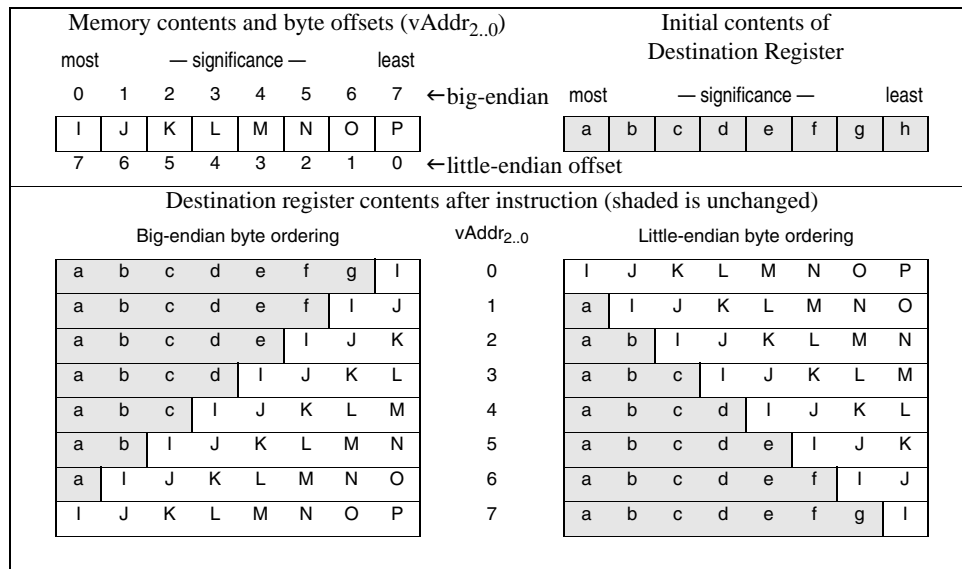 Memory contents and byte offsets (vAddr2..0)
Initial contents of
Destination Register
most — significance — least
0 1 2 3 4 5 6 7 ←big-endian
most — significance — least
I J K L M N O P
a b c d e f g h
7 6 5 4 3 2 1 0 ←little-endian offset
Destination register contents after instruction (shaded is unchanged)
Big-endian byte ordering vAddr2..0 Little-endian byte ordering
a b c d e f g I 0 I J K L M N O P
a b c d e f I J 1 a I J K L M N O
a b c d e I J K 2 a b I J K L M N
a b c d I J K L 3 a b c I J K L M
a b c I J K L M 4 a b c d I J K L
a b I J K L M N 5 a b c d e I J K
a I J K L M N O 6 a b c d e f I J
I J K L M N O P 7 a b c d e f g I